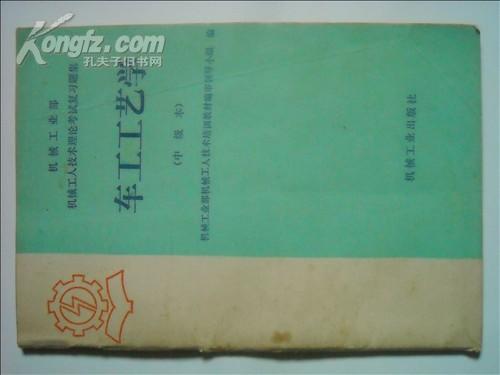 Kongfz.com
孔夫子旧书网
机械工业部
机械工人技术理论考试复习题集
车工工艺学
(中级本)
机械工业部机械工人技术培训教材编审领导小组 编
机械工业出版社